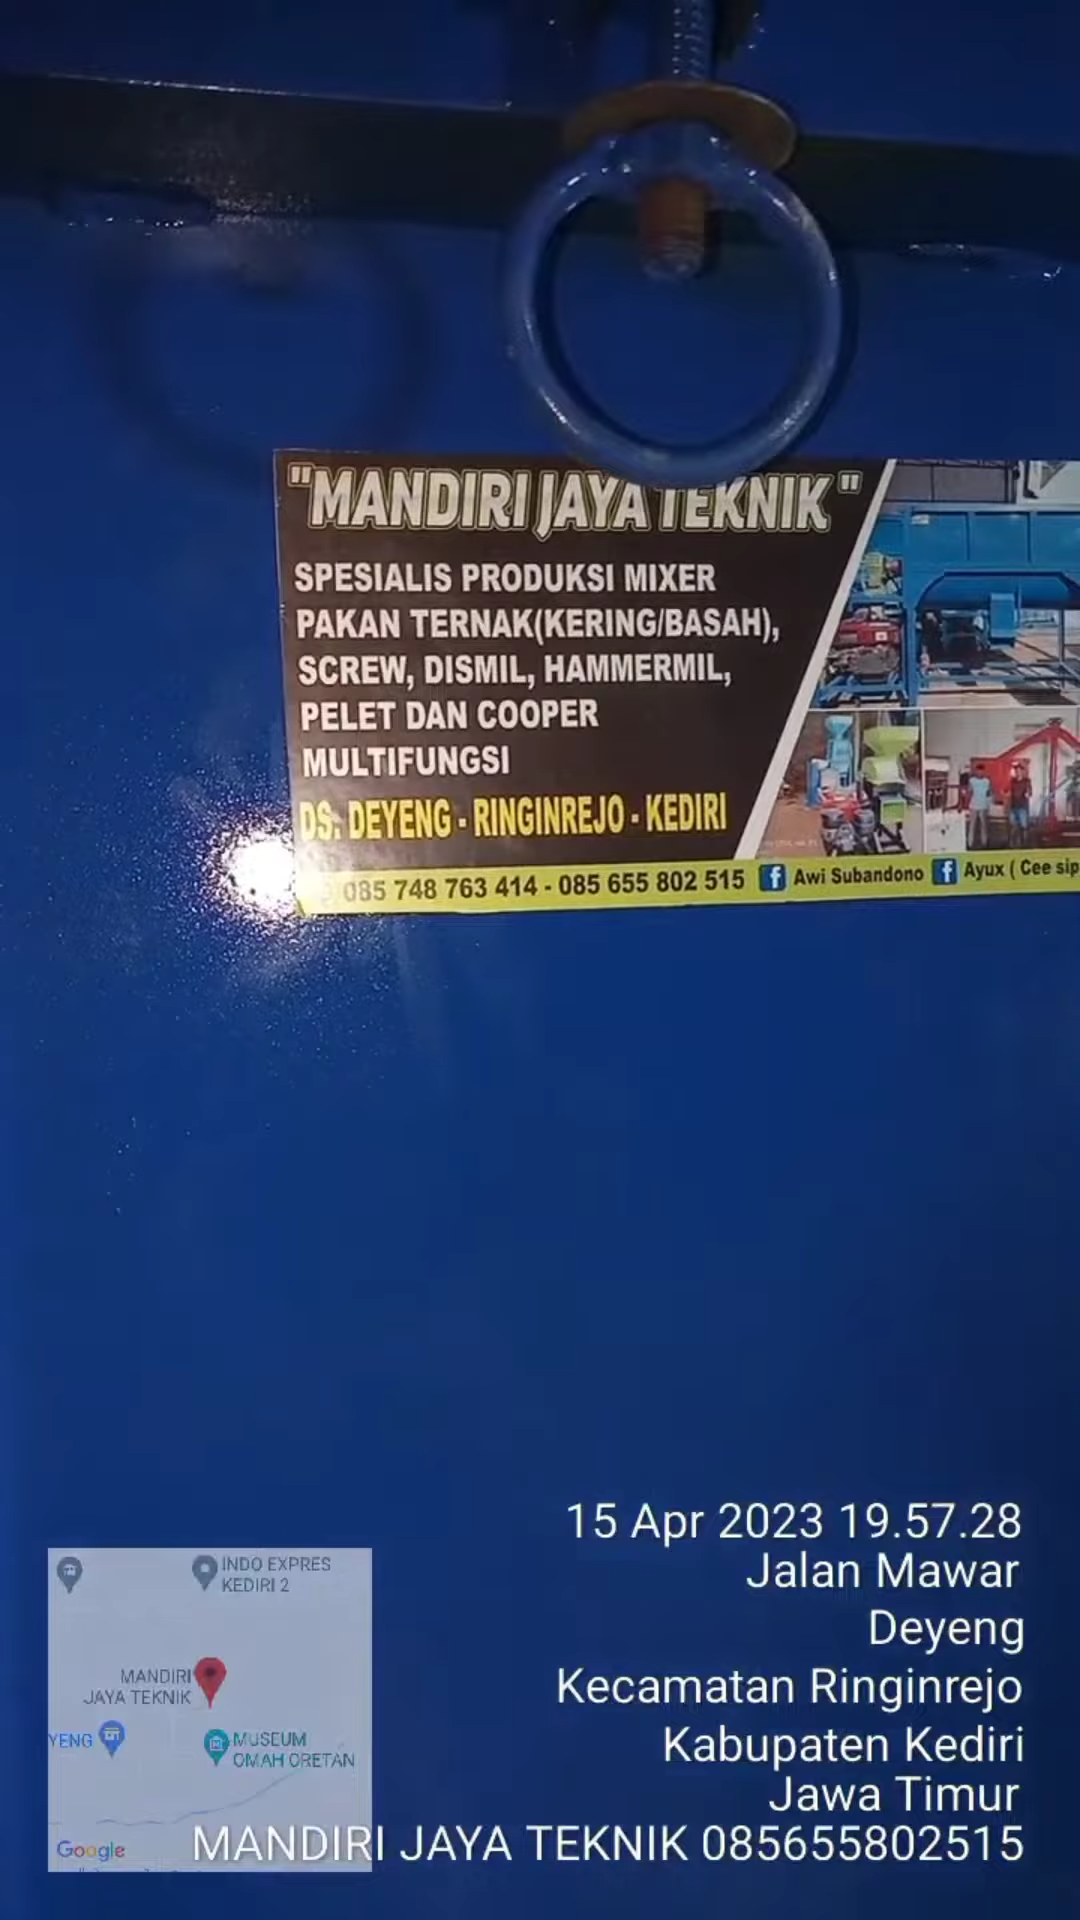 "MANDIRI JAYA TEKNIK"
SPESIALIS PRODUKSI MIXER
PAKAN TERNAK(KERING/BASAH),
SCREW, DISMIL, HAMMERMIL,
PELET DAN COOPER
MULTIFUNGSI
DS. DEYENG - RINGINREJO - KEDIRI
085 748 763 414 - 085 655 802 515 f Awi Subandono f Ayux ( Cee sip
15 Apr 2023 19.57.28
Jalan Mawar
Deyeng
Kecamatan Ringinrejo
Kabupaten Kediri
Jawa Timur
MANDIRI JAYA TEKNIK 085655802515
INDO EXPRES
KEDIRI 2
MANDIRI
JAYA TEKNIK
YENG
MUSEUM
OMAH ORETAN
Google